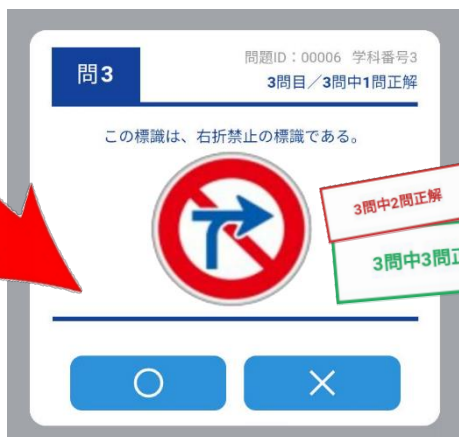 問3
問題ID：00006 学科番号3
3問目／3問中1問正解
この標識は、右折禁止の標識である。
3問中2問正解
3問中3問正